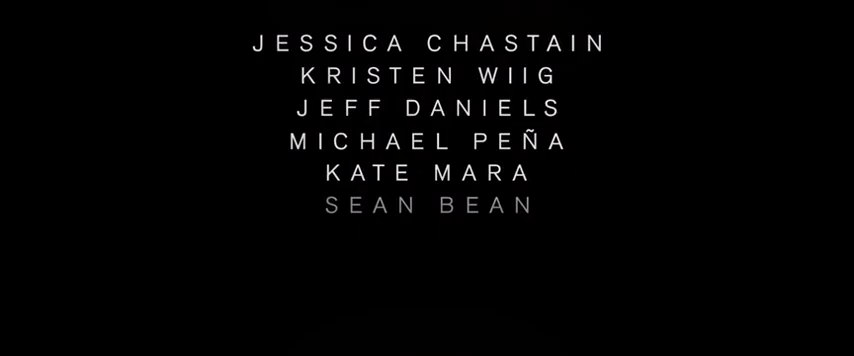 JESSICA CHASTAIN
KRISTEN WIIG
JEFF DANIELS
MICHAEL PEÑA
KATE MARA
SEAN BEAN